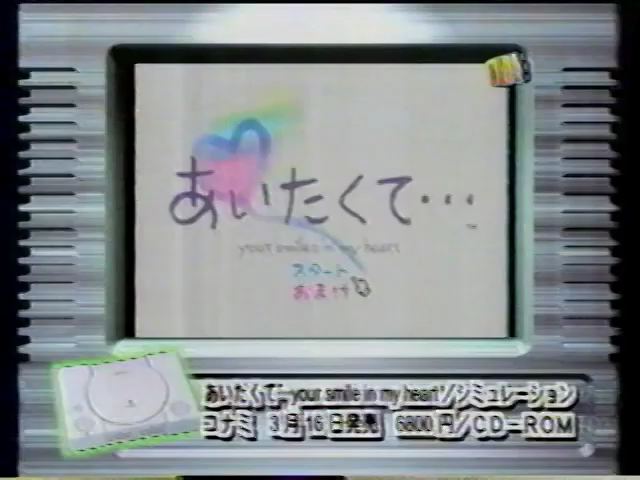 あいたくて…
your smiles in my heart
スタート
おまけ
あいたくて…your smile in my heart/シミュレーション
コナミ 3月16日発売 6800円/CD-ROM